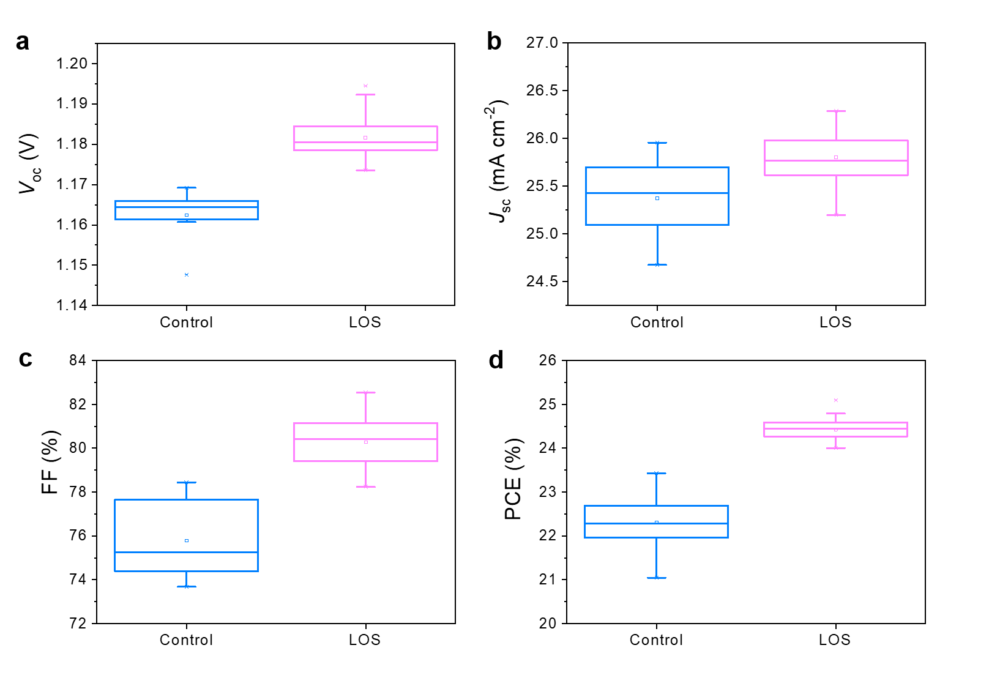 a
1.20
1.19
1.18
1.17
1.16
1.15
1.14
Voc (V)
Control
LOS
b
27.0
26.5
26.0
25.5
25.0
24.5
Jsc (mA cm-2)
Control
LOS
c
84
82
80
78
76
74
72
FF (%)
Control
LOS
d
26
25
24
23
22
21
20
PCE (%)
Control
LOS